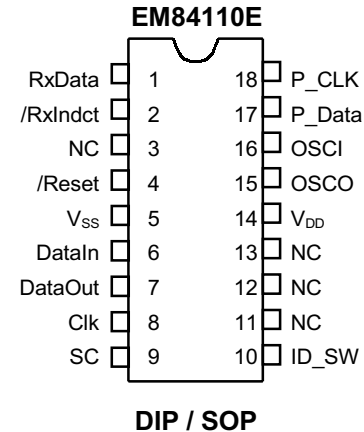 EM84110E
RxData 1 18 P_CLK
/RxIndct 2 17 P_Data
NC 3 16 OSCI
/Reset 4 15 OSCO
VSS 5 14 VDD
DataIn 6 13 NC
DataOut 7 12 NC
Clk 8 11 NC
SC 9 10 ID_SW
DIP / SOP